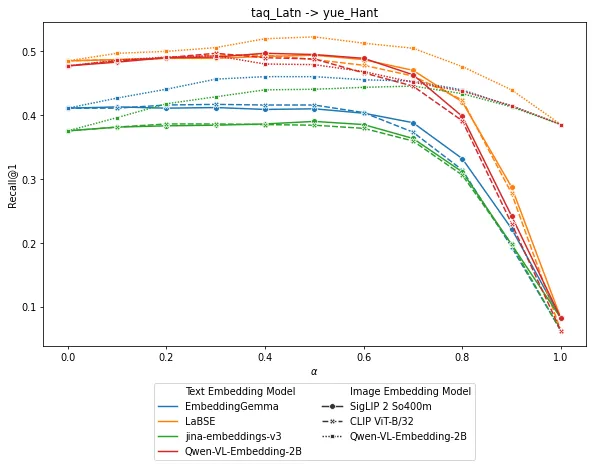 taq_Latn -> yue_Hant
Recall@1
0.5
0.4
0.3
0.2
0.1
0.0 0.2 0.4 0.6 0.8 1.0
α
Text Embedding Model
EmbeddingGemma
LaBSE
jina-embeddings-v3
Qwen-VL-Embedding-2B
Image Embedding Model
SigLIP 2 So400m
CLIP ViT-B/32
Qwen-VL-Embedding-2B